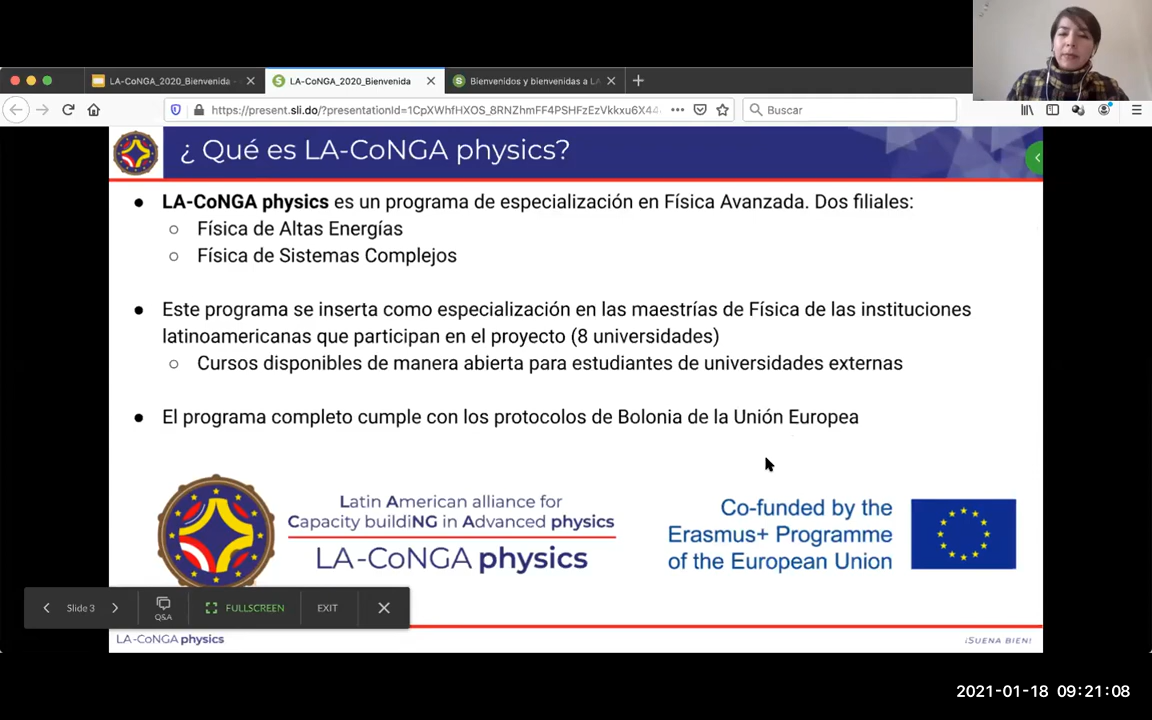 LA-CoNGA_2020_Bienvenida -
LA-CoNGA_2020_Bienvenida
Bienvenidos y bienvenidas a LA
https://present.sli.do/?presentationId=1CpXWhfHXOS_8RNZhmFF4PSHFzEzVkkxu6X44
Buscar
¿ Qué es LA-CoNGA physics?
● LA-CoNGA physics es un programa de especialización en Física Avanzada. Dos filiales:
○ Física de Altas Energías
○ Física de Sistemas Complejos
● Este programa se inserta como especialización en las maestrías de Física de las instituciones
latinoamericanas que participan en el proyecto (8 universidades)
○ Cursos disponibles de manera abierta para estudiantes de universidades externas
● El programa completo cumple con los protocolos de Bolonia de la Unión Europea
Latin American alliance for
Capacity buildiNG in Advanced physics
LA-CoNGA physics
Co-funded by the
Erasmus+ Programme
of the European Union
Slide 3
Q&A
FULLSCREEN
EXIT
LA-CoNGA physics
¡SUENA BIEN!
2021-01-18 09:21:08